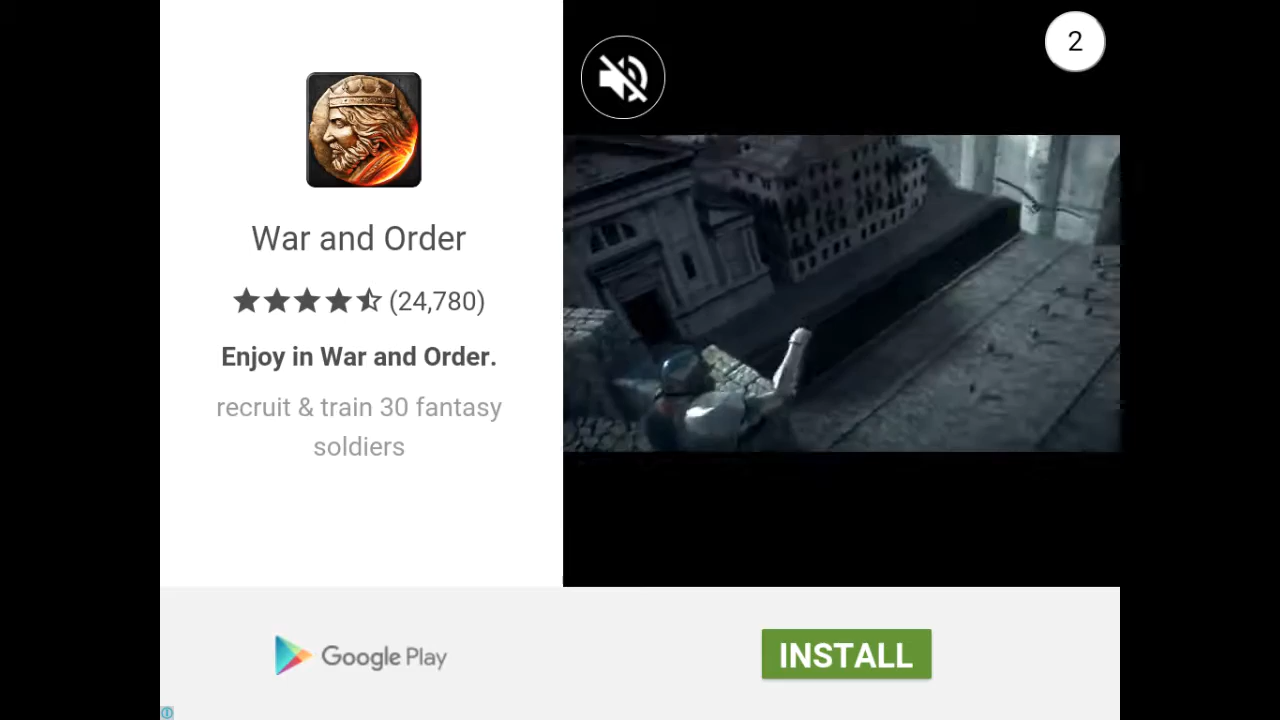 2
War and Order
(24,780)
Enjoy in War and Order.
recruit & train 30 fantasy
soldiers
Google Play
INSTALL